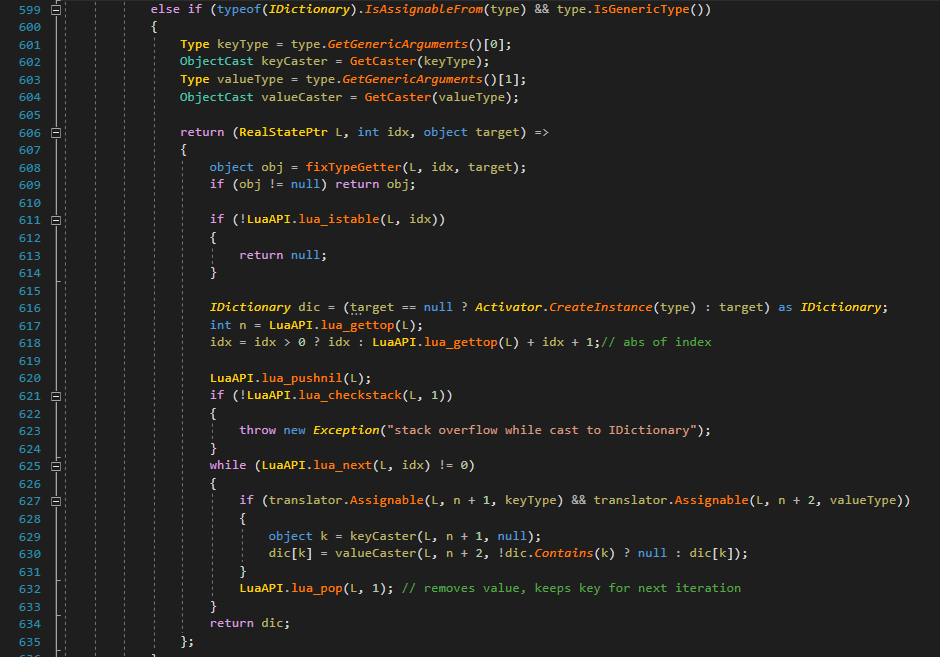 599 else if (typeof(IDictionary).IsAssignableFrom(type) && type.IsGenericType())
600 {
601 Type keyType = type.GetGenericArguments()[0];
602 ObjectCast keyCaster = GetCaster(keyType);
603 Type valueType = type.GetGenericArguments()[1];
604 ObjectCast valueCaster = GetCaster(valueType);
605
606 return (RealStatePtr L, int idx, object target) =>
607 {
608 object obj = fixTypeGetter(L, idx, target);
609 if (obj != null) return obj;
610
611 if (!LuaAPI.lua_istable(L, idx))
612 {
613 return null;
614 }
615
616 IDictionary dic = (target == null ? Activator.CreateInstance(type) : target) as IDictionary;
617 int n = LuaAPI.lua_gettop(L);
618 idx = idx > 0 ? idx : LuaAPI.lua_gettop(L) + idx + 1;// abs of index
619
620 LuaAPI.lua_pushnil(L);
621 if (!LuaAPI.lua_checkstack(L, 1))
622 {
623 throw new Exception("stack overflow while cast to IDictionary");
624 }
625 while (LuaAPI.lua_next(L, idx) != 0)
626 {
627 if (translator.Assignable(L, n + 1, keyType) && translator.Assignable(L, n + 2, valueType))
628 {
629 object k = keyCaster(L, n + 1, null);
630 dic[k] = valueCaster(L, n + 2, !dic.Contains(k) ? null : dic[k]);
631 }
632 LuaAPI.lua_pop(L, 1); // removes value, keeps key for next iteration
633 }
634 return dic;
635 };